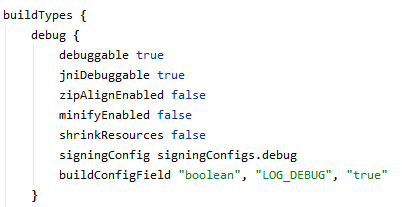 buildTypes {
    debug {
        debuggable true
        jniDebuggable true
        zipAlignEnabled false
        minifyEnabled false
        shrinkResources false
        signingConfig signingConfigs.debug
        buildConfigField "boolean", "LOG_DEBUG", "true"
    }